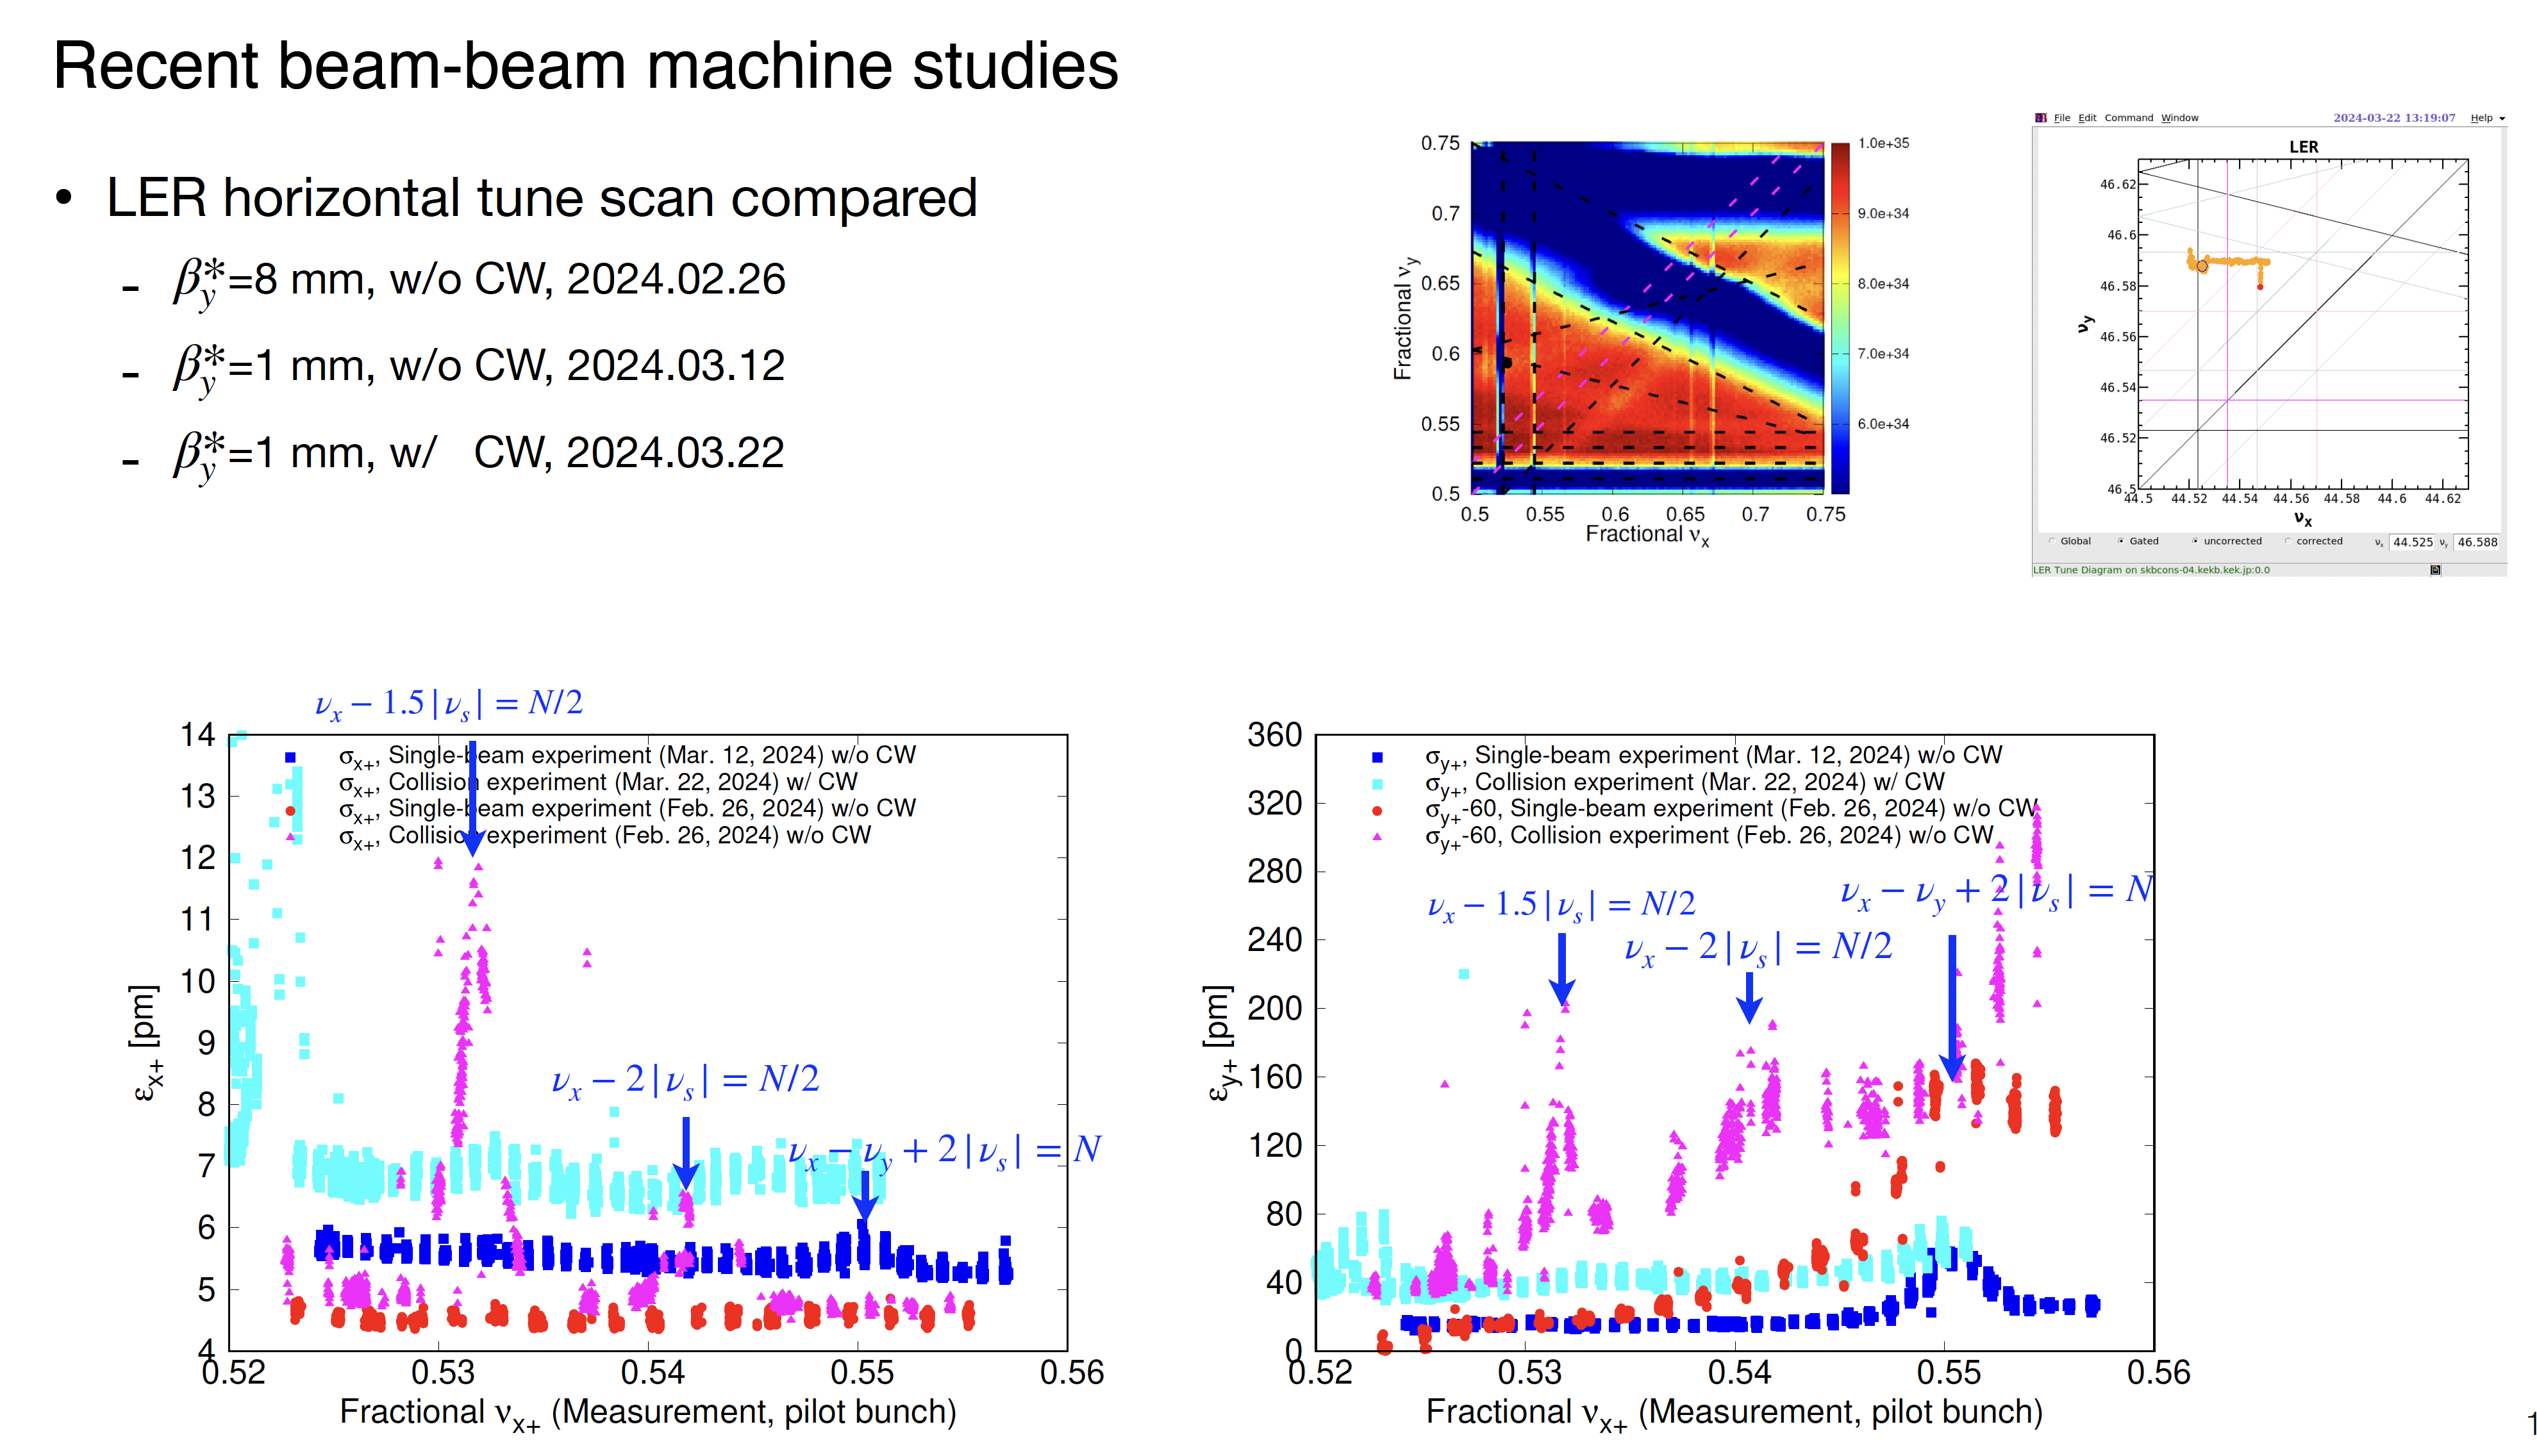 Recent beam-beam machine studies
• LER horizontal tune scan compared
- β*y=8 mm, w/o CW, 2024.02.26
- β*y=1 mm, w/o CW, 2024.03.12
- β*y=1 mm, w/ CW, 2024.03.22
0.75
0.7
0.65
0.6
0.55
0.5
Fractional νy
0.5 0.55 0.6 0.65 0.7 0.75
Fractional νx
1.0e+35
9.0e+34
8.0e+34
7.0e+34
6.0e+34
File Edit Command Window 2024-03-22 13:19:07 Help
LER
46.62
46.6
46.58
46.56
46.54
46.52
46.5
νy
44.5 44.52 44.54 44.56 44.58 44.6 44.62
νx
Global Gated uncorrected corrected νx 44.525 νy 46.588
LER Tune Diagram on skbcons-04.kekb.kek.jp:0.0
νx − 1.5|νs| = N/2
σx+, Single-beam experiment (Mar. 12, 2024) w/o CW
σx+, Collision experiment (Mar. 22, 2024) w/ CW
σx+, Single-beam experiment (Feb. 26, 2024) w/o CW
σx+, Collision experiment (Feb. 26, 2024) w/o CW
νx − 2|νs| = N/2
νx − νy + 2|νs| = N
14
13
12
11
10
9
8
7
6
5
4
εx+ [pm]
0.52 0.53 0.54 0.55 0.56
Fractional νx+ (Measurement, pilot bunch)
σy+, Single-beam experiment (Mar. 12, 2024) w/o CW
σy+, Collision experiment (Mar. 22, 2024) w/ CW
σy+-60, Single-beam experiment (Feb. 26, 2024) w/o CW
σy+-60, Collision experiment (Feb. 26, 2024) w/o CW
νx − νy + 2|νs| = N
νx − 1.5|νs| = N/2
νx − 2|νs| = N/2
360
320
280
240
200
160
120
80
40
0
εy+ [pm]
0.52 0.53 0.54 0.55 0.56
Fractional νx+ (Measurement, pilot bunch)
1